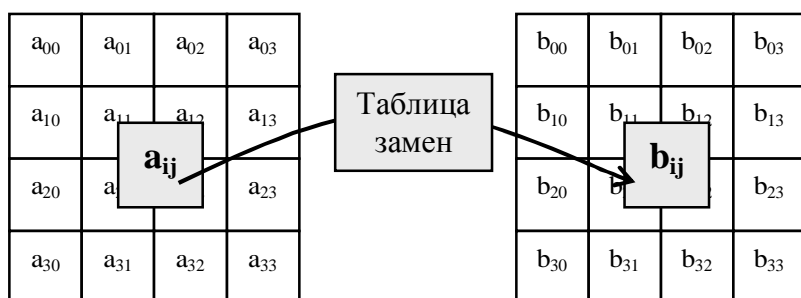 a₀₀ a₀₁ a₀₂ a₀₃ b₀₀ b₀₁ b₀₂ b₀₃
a₁₀ a₁₁ a₁₂ a₁₃ Таблица b₁₀ b₁₁ b₁₂ b₁₃
aᵢⱼ замен bᵢⱼ
a₂₀ a₂₃ b₂₀ b₂₃
a₃₀ a₃₁ a₃₂ a₃₃ b₃₀ b₃₁ b₃₂ b₃₃